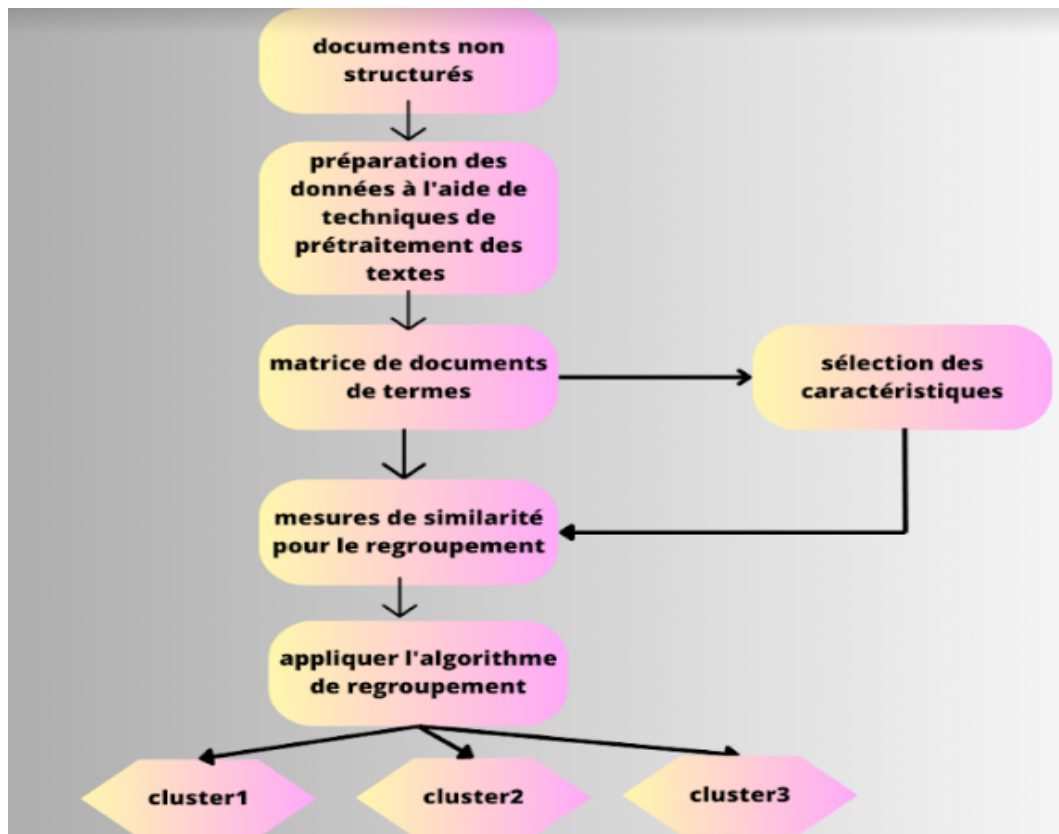 documents non
structurés
préparation des
données à l'aide de
techniques de
prétraitement des
textes
matrice de documents
de termes
sélection des
caractéristiques
mesures de similarité
pour le regroupement
appliquer l'algorithme
de regroupement
cluster1
cluster2
cluster3